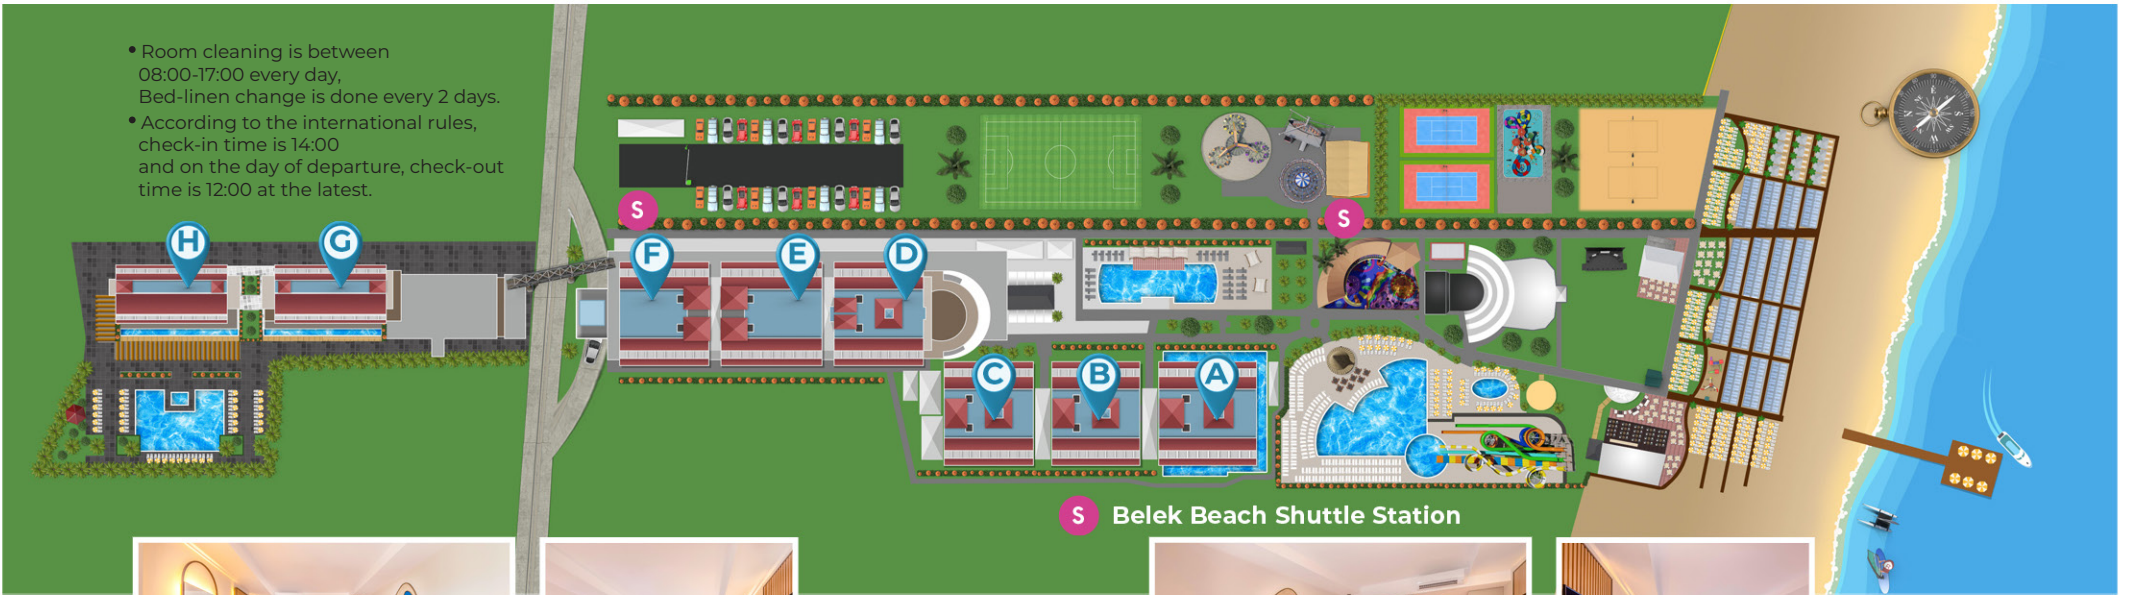 • Room cleaning is between
08:00-17:00 every day,
Bed-linen change is done every 2 days.
• According to the international rules,
check-in time is 14:00
and on the day of departure, check-out
time is 12:00 at the latest.
S
S
H
G
F
E
D
C
B
A
S Belek Beach Shuttle Station